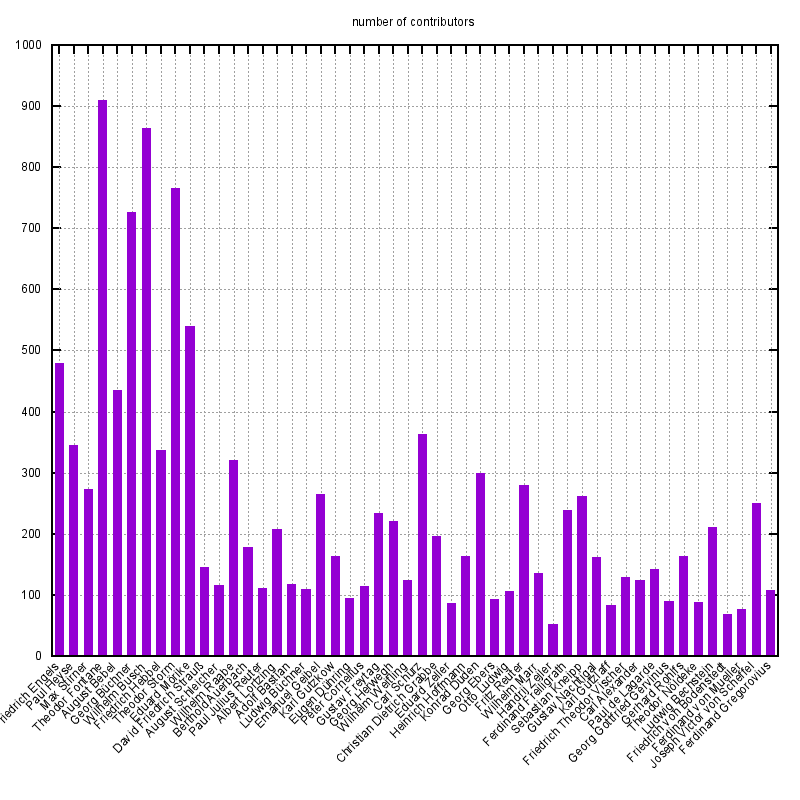 number of contributors
1000
900
800
700
600
500
400
300
200
100
0
riedrich Engels
Paul Heyse
Max Stirner
Theodor Fontane
August Bebel
Georg Büchner
Wilhelm Busch
Friedrich Hebbel
Theodor Storm
Eduard Mörike
David Friedrich Strauß
August Schleicher
Wilhelm Raabe
Berthold Auerbach
Paul Julius Reuter
Albert Lortzing
Adolf Bastian
Ludwig Büchner
Emanuel Geibel
Karl Gutzkow
Eugen Dühring
Peter Cornelius
Gustav Freytag
Georg Herwegh
Wilhelm Weitling
Carl Schurz
Christian Dietrich Grabbe
Eduard Zeller
Heinrich Hoffmann
Konrad Duden
Georg Ebers
Otto Ludwig
Fritz Reuter
Wilhelm Marr
Handrij Zejler
Ferdinand Freiligrath
Sebastian Kneipp
Gustav Nachtigal
Karl Gützlaff
Friedrich Theodor Vischer
Carl Alexander
Paul de Lagarde
Georg Gottfried Gervinus
Gerhard Rohlfs
Theodor Nöldeke
Ludwig Bechstein
Friedrich von Bodenstedt
Ferdinand von Mueller
Joseph Victor von Scheffel
Ferdinand Gregorovius